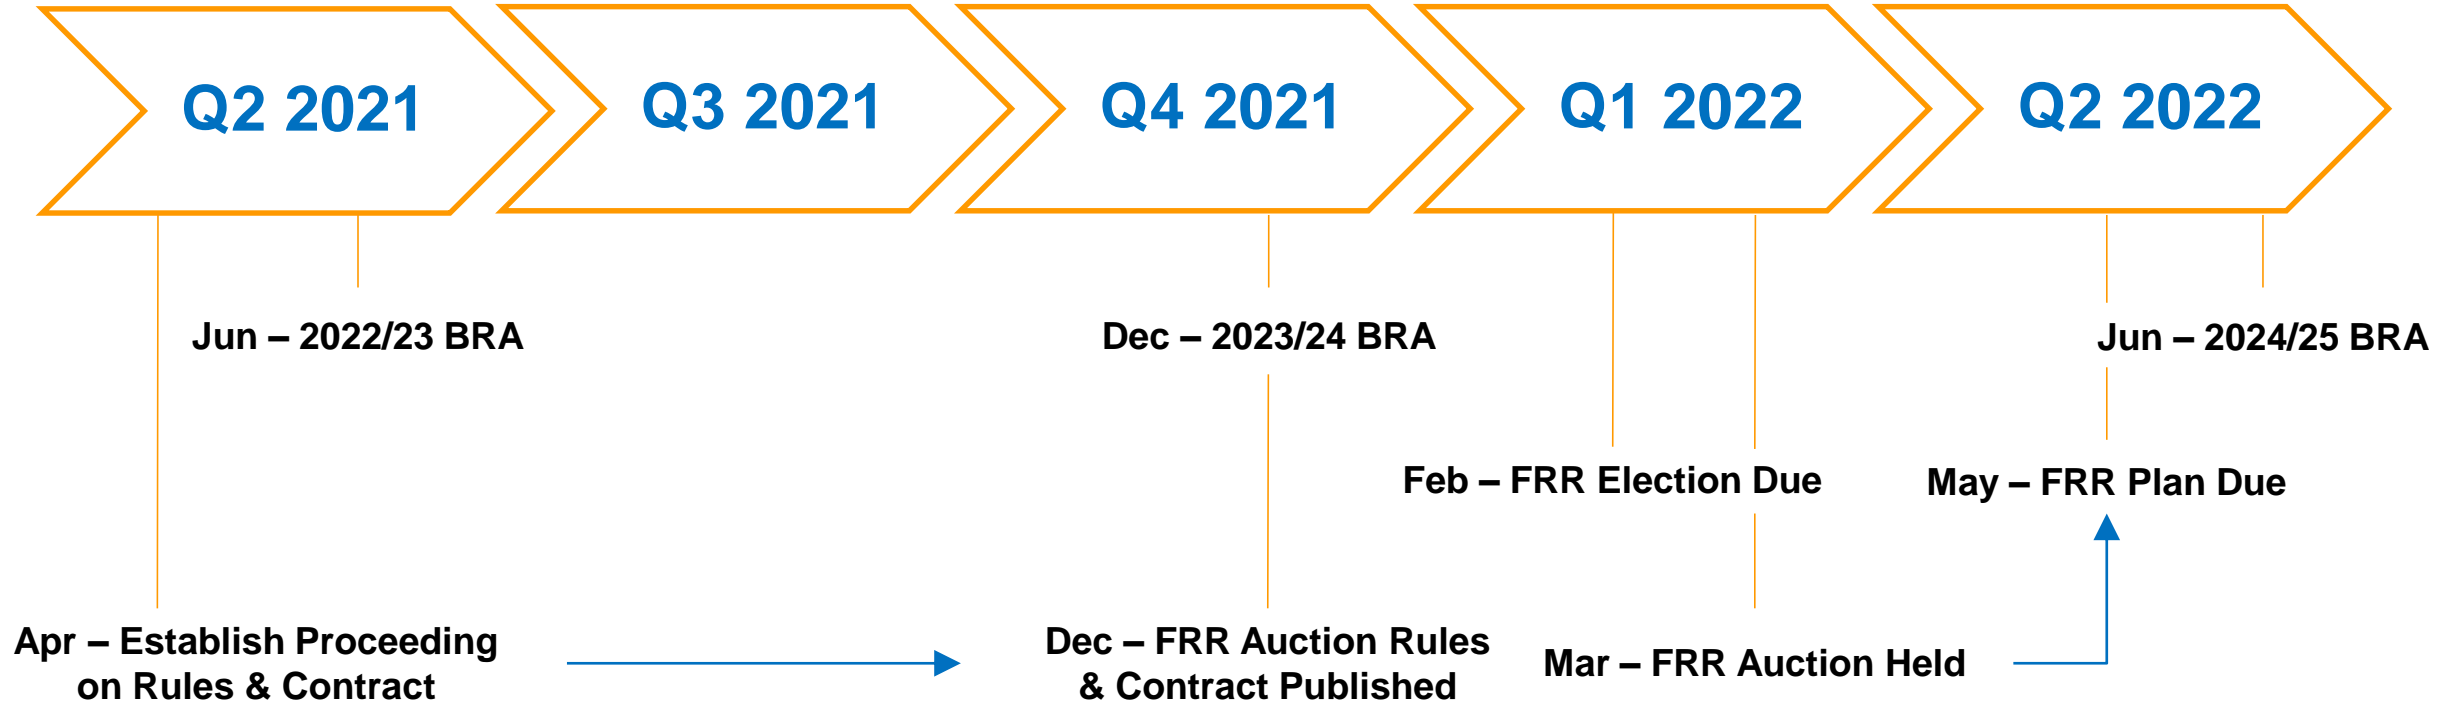 Q2 2021
Q3 2021
Q4 2021
Q1 2022
Q2 2022
Jun – 2022/23 BRA
Dec – 2023/24 BRA
Jun – 2024/25 BRA
Feb – FRR Election Due
May – FRR Plan Due
Apr – Establish Proceeding
on Rules & Contract
Dec – FRR Auction Rules
& Contract Published
Mar – FRR Auction Held